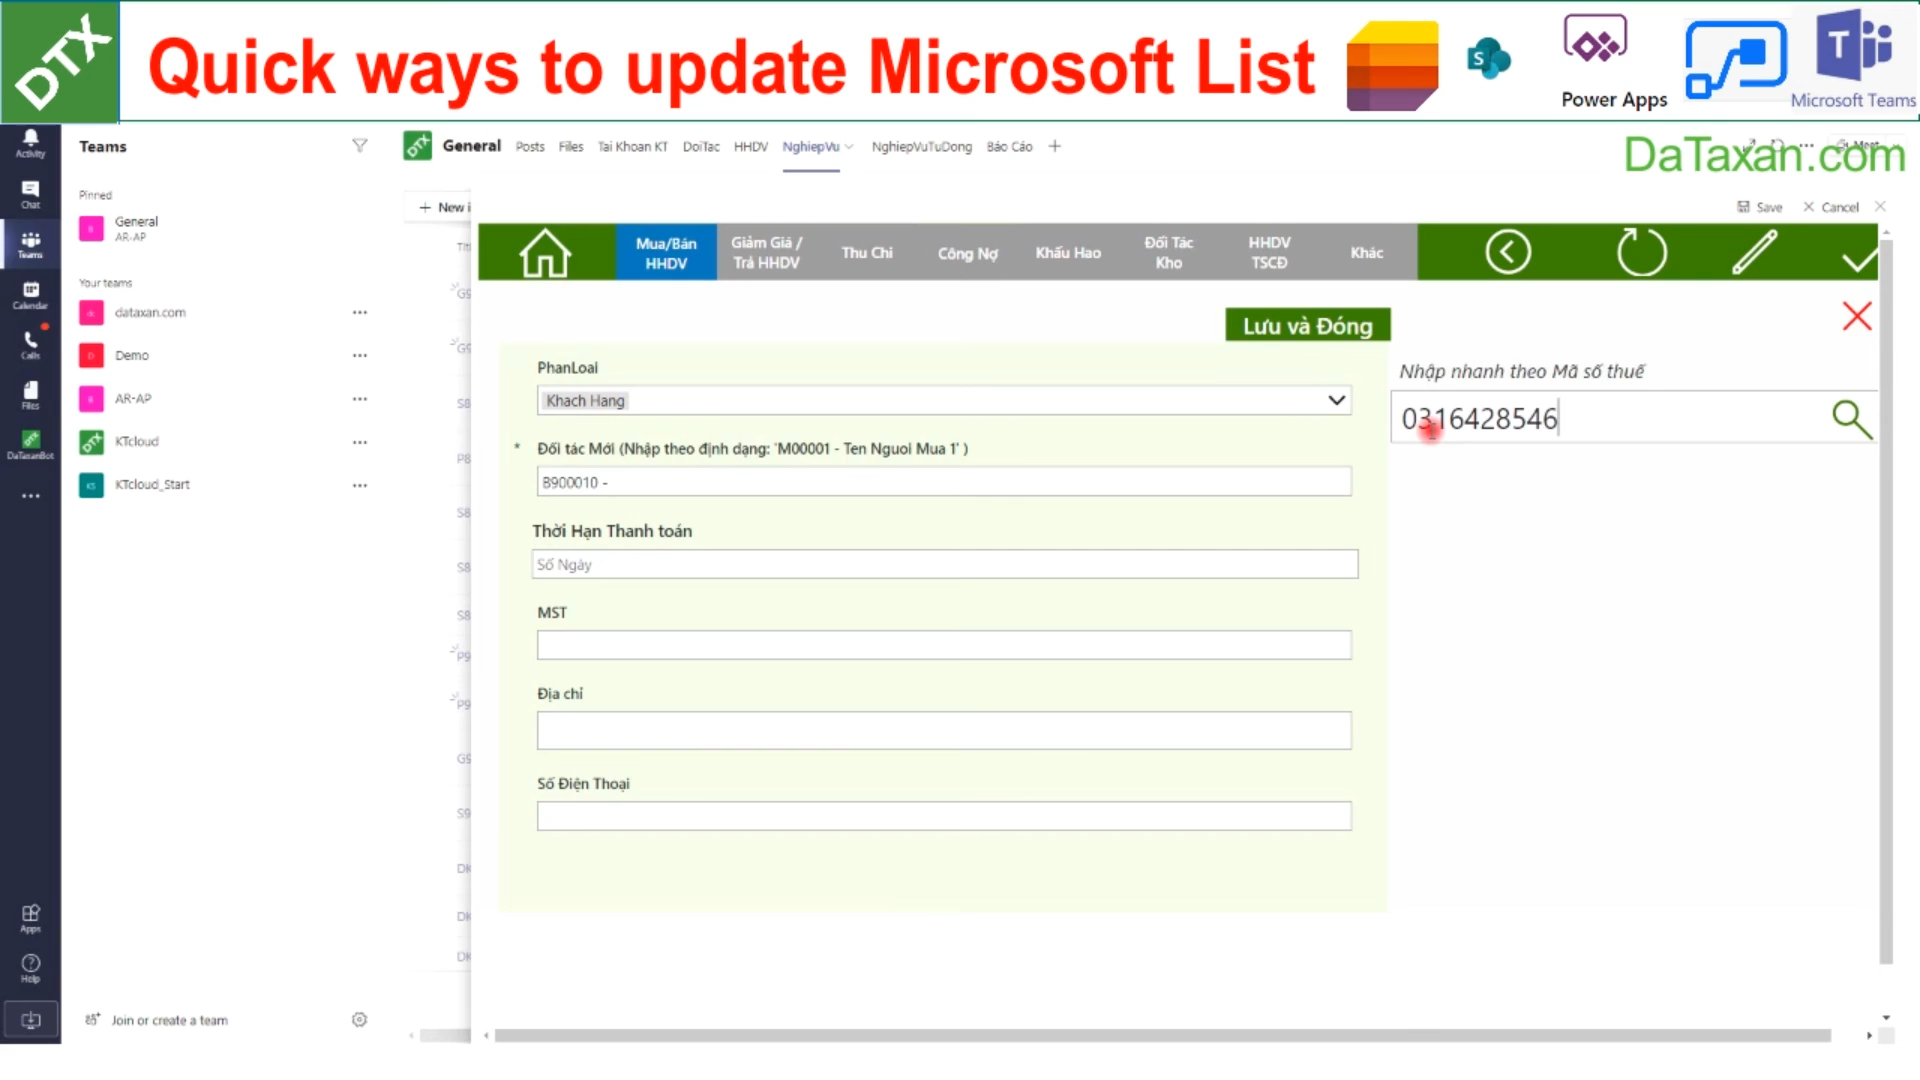 DTX
Quick ways to update Microsoft List
S
Power Apps
T
Microsoft Teams
DaTaxan.com
Activity
Chat
Teams
Calendar
Calls
Files
DaTaxanBot
Apps
Help
Teams
Pinned
General
AR-AP
Your teams
dataxan.com
Demo
AR-AP
KTcloud
KTcloud_Start
Join or create a team
DTX General Posts Files Tai Khoan KT DoiTac HHDV NghiepVu NghiepVuTuDong Báo Cáo
+ New i
Save Cancel
Mua/Bán HHDV
Giảm Giá / Trả HHDV
Thu Chi
Công Nợ
Khấu Hao
Đối Tác Kho
HHDV TSCĐ
Khác
Lưu và Đóng
PhanLoai
Khach Hang
* Đối tác Mới (Nhập theo định dạng: 'M00001 - Ten Nguoi Mua 1' )
B900010 -
Thời Hạn Thanh toán
Số Ngày
MST
Địa chỉ
Số Điện Thoại
Nhập nhanh theo Mã số thuế
0316428546